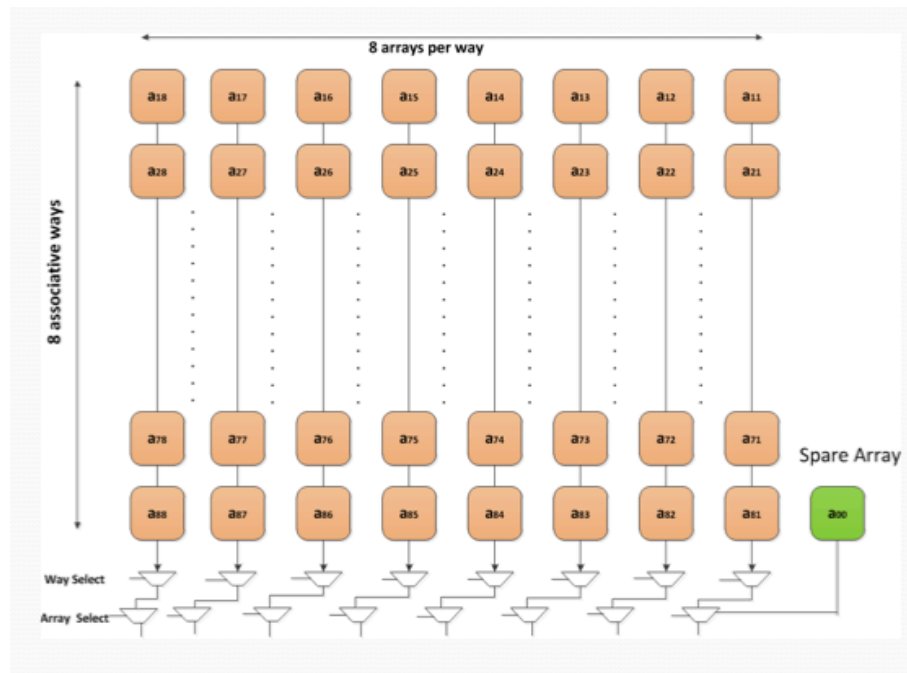 8 arrays per way
a18 a17 a16 a15 a14 a13 a12 a11
a28 a27 a26 a25 a24 a23 a22 a21
8 associative ways
a78 a77 a76 a75 a74 a73 a72 a71
Spare Array
a88 a87 a86 a85 a84 a83 a82 a81 a00
Way Select
Array Select